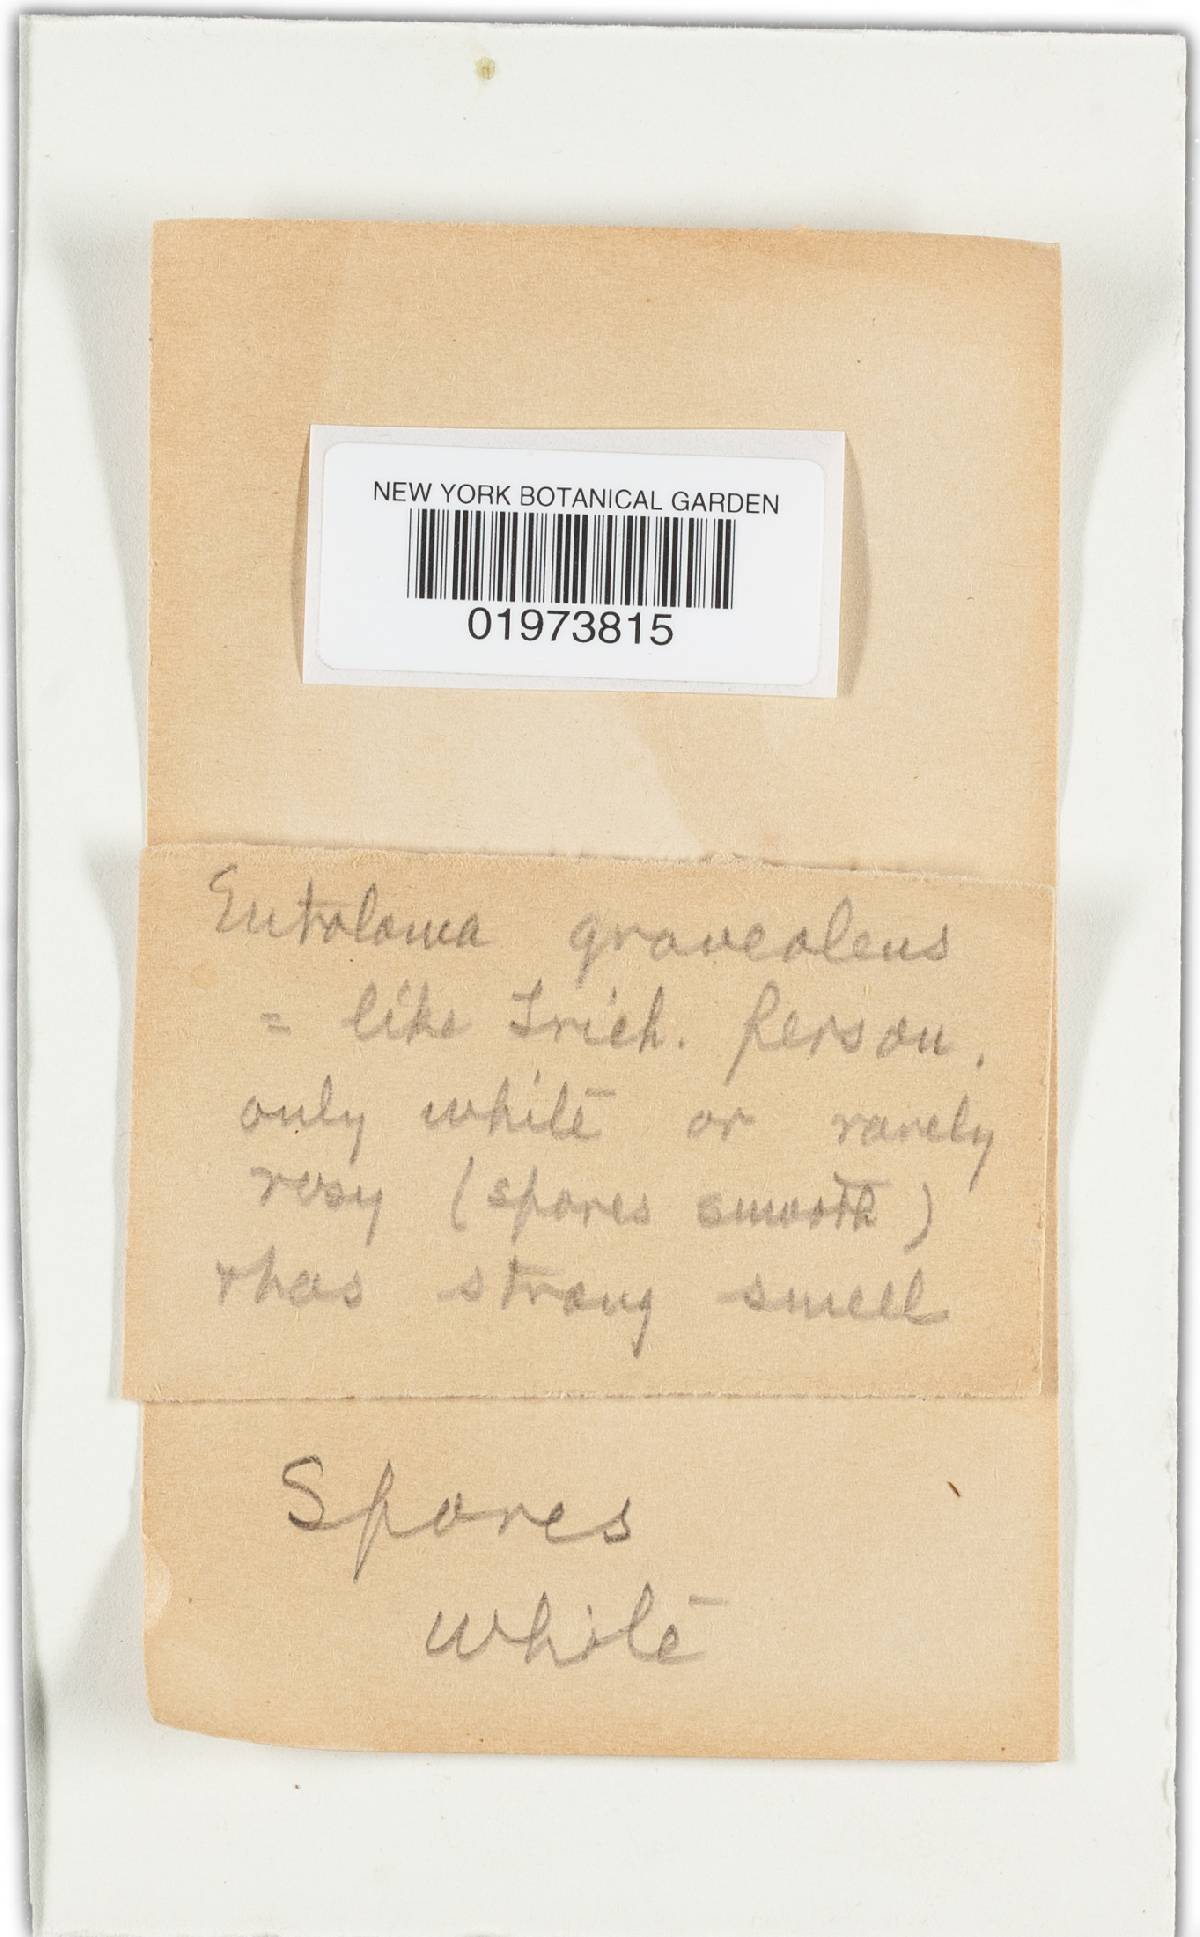 NEW YORK BOTANICAL GARDEN
01973815
Entoloma graveolens
= like Trich. person.
only white or rarely
rosy (spores smooth)
& has strong smell
Spores
white